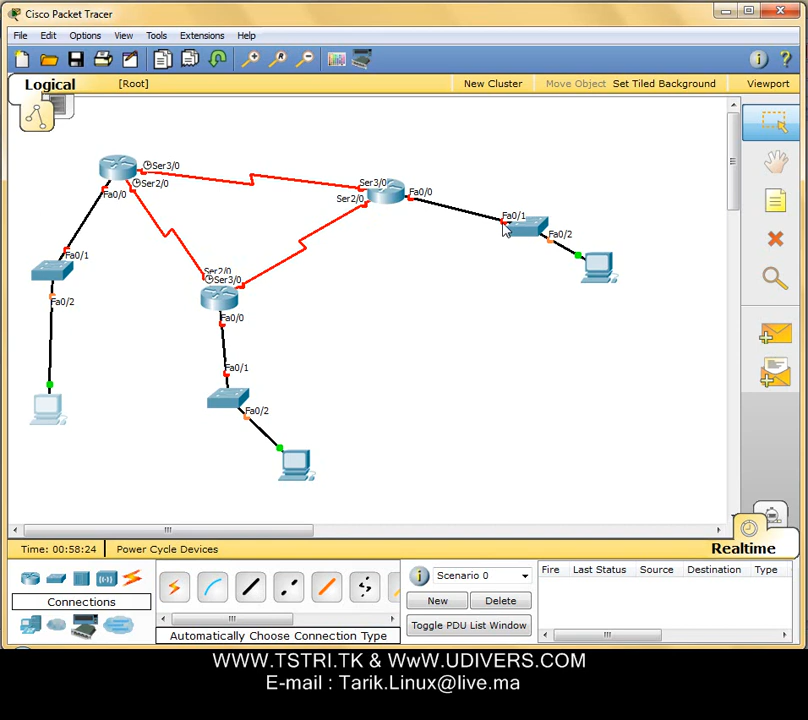 Cisco Packet Tracer
File Edit Options View Tools Extensions Help
Logical
[Root]
New Cluster
Move Object
Set Tiled Background
Viewport
Ser3/0
Ser2/0
Fa0/0
Ser3/0
Ser2/0
Fa0/0
Fa0/1
Fa0/2
Fa0/1
Fa0/2
Ser2/0
Ser3/0
Fa0/0
Fa0/1
Fa0/2
Time: 00:58:24
Power Cycle Devices
Realtime
Connections
Automatically Choose Connection Type
Scenario 0
New
Delete
Toggle PDU List Window
Fire Last Status Source Destination Type
WWW.TSTRI.TK & WwW.UDIVERS.COM
E-mail : Tarik.Linux@live.ma